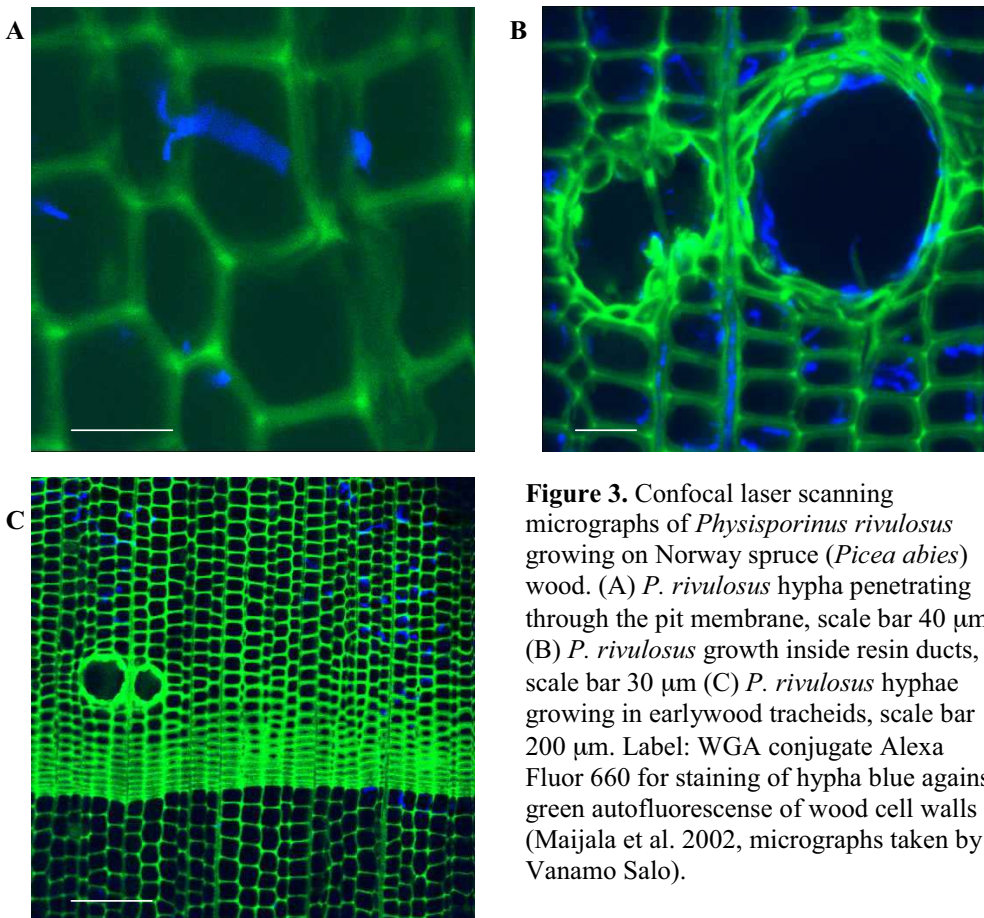 A
B
C
Figure 3. Confocal laser scanning
micrographs of Physisporinus rivulosus
growing on Norway spruce (Picea abies)
wood. (A) P. rivulosus hypha penetrating
through the pit membrane, scale bar 40 μm
(B) P. rivulosus growth inside resin ducts,
scale bar 30 μm (C) P. rivulosus hyphae
growing in earlywood tracheids, scale bar
200 μm. Label: WGA conjugate Alexa
Fluor 660 for staining of hypha blue agains
green autofluorescense of wood cell walls
(Maijala et al. 2002, micrographs taken by
Vanamo Salo).